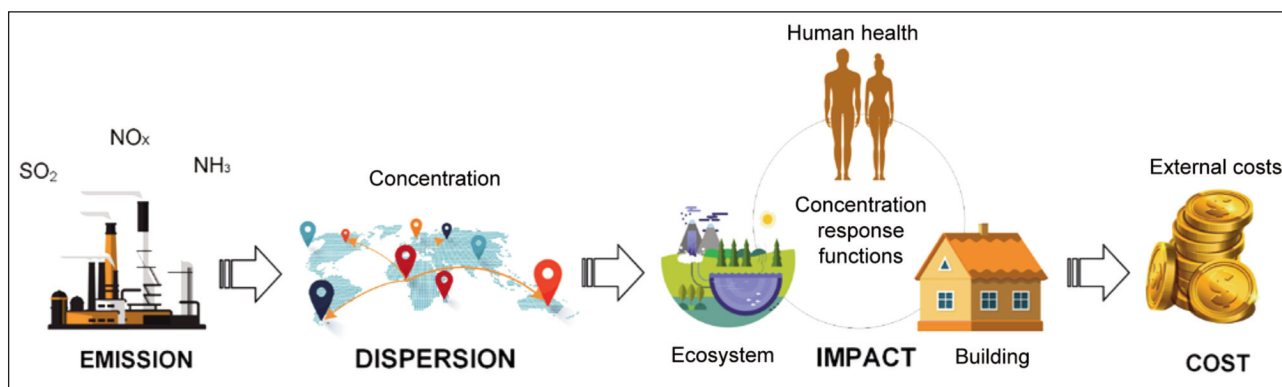 SO₂
NOₓ
NH₃
EMISSION
Concentration
DISPERSION
Human health
Concentration
response
functions
Ecosystem
IMPACT
Building
External costs
COST